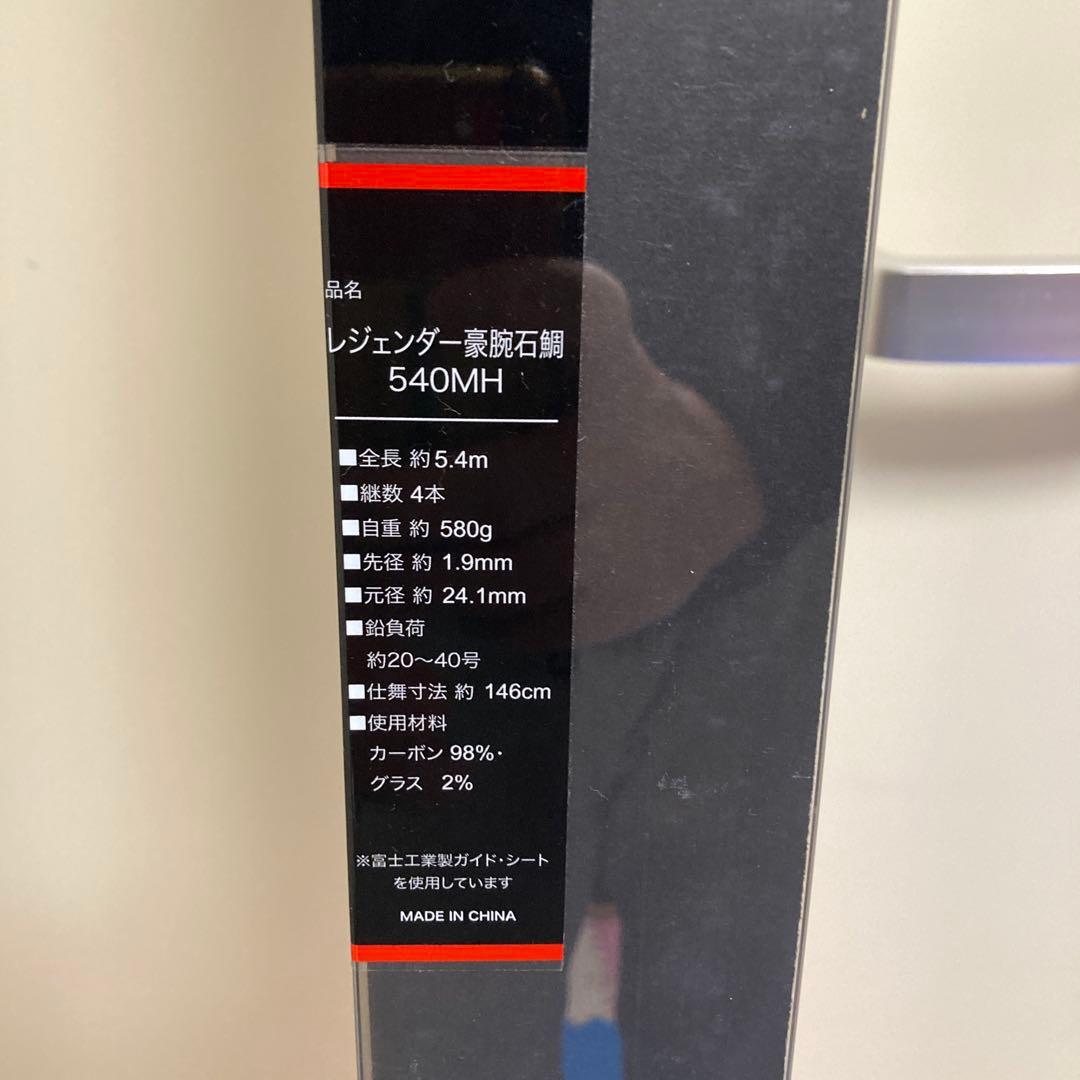 品名
レジェンダー豪腕石鯛
540MH
■全長 約5.4m
■継数 4本
■自重 約 580g
■先径 約 1.9mm
■元径 約 24.1mm
■鉛負荷
約20〜40号
■仕舞寸法 約 146cm
■使用材料
カーボン 98%・
グラス 2%
※富士工業製ガイド・シート
を使用しています
MADE IN CHINA